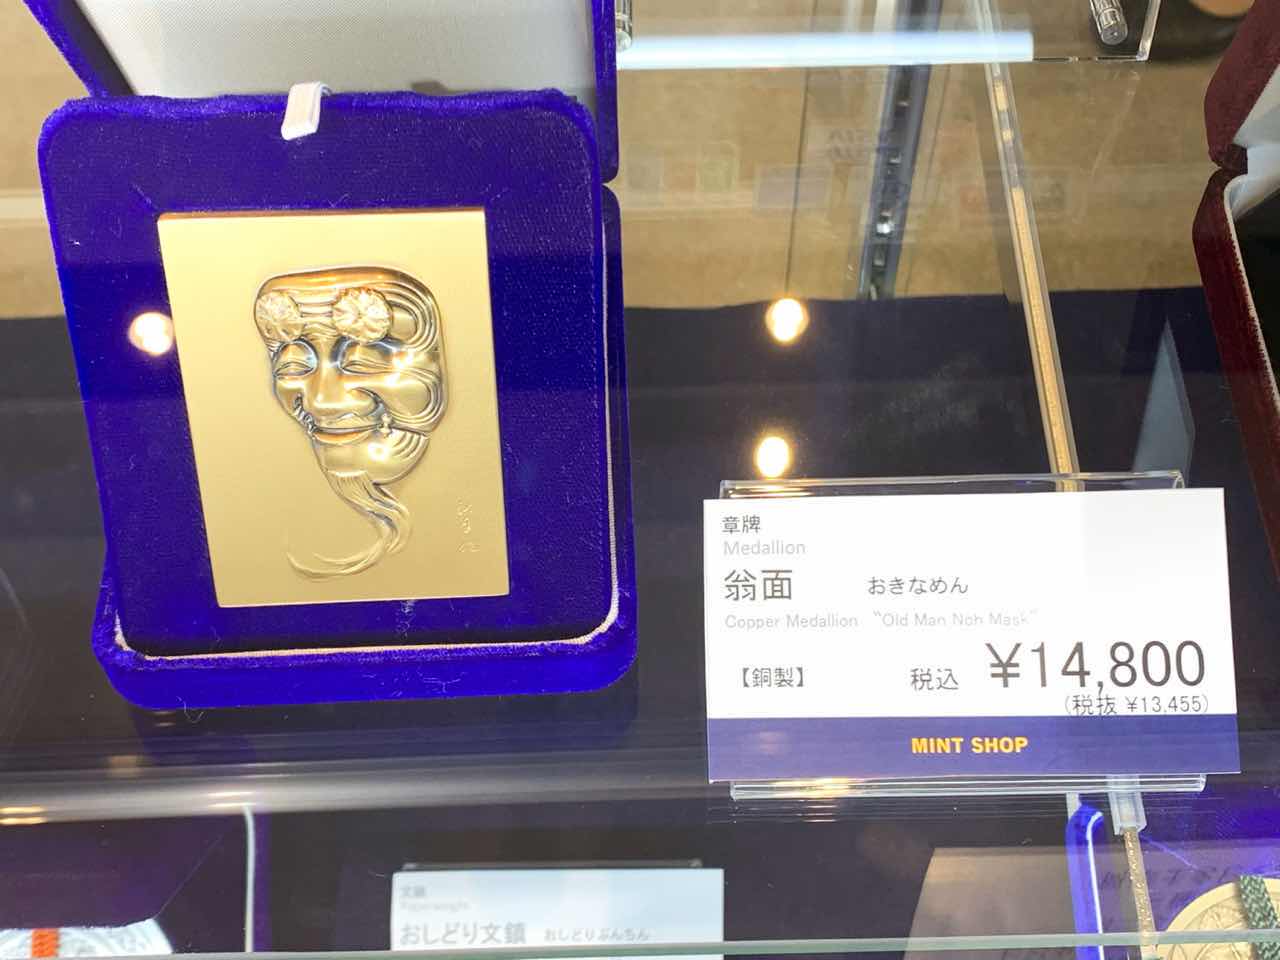 章牌
Medallion
翁面 おきなめん
Copper Medallion "Old Man Noh Mask"
【銅製】 税込 ¥14,800
(税抜 ¥13,455)
MINT SHOP
文鎮
Paperweight
おしどり文鎮 おしどりぶんちん